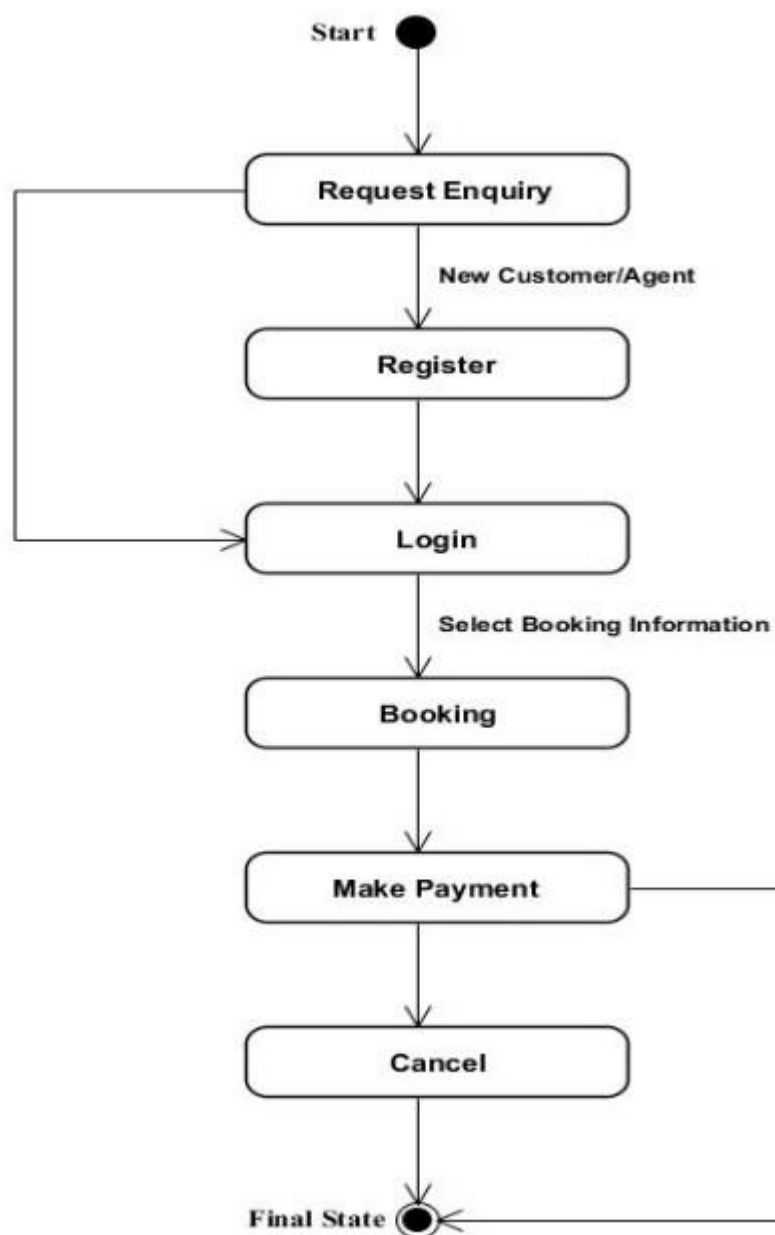 Start
Request Enquiry
New Customer/Agent
Register
Login
Select Booking Information
Booking
Make Payment
Cancel
Final State